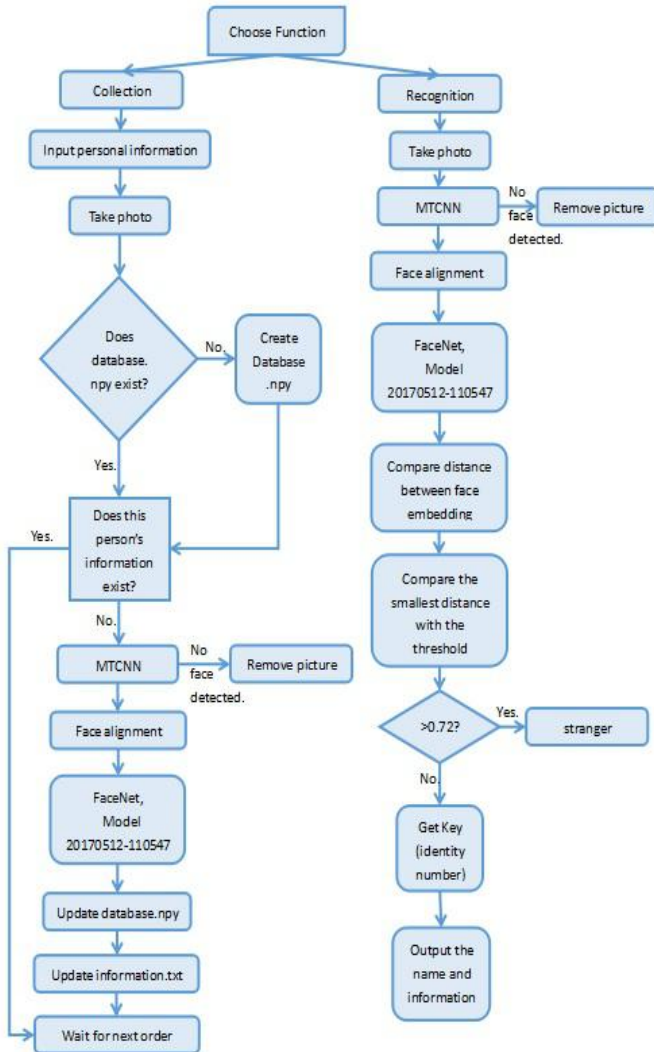 Choose Function
Collection
Input personal information
Take photo
Does
database.
npy exist?
No.
Create
Database
.npy
Yes.
Does this
person's
information
exist?
Yes.
No.
MTCNN
No
face
detected.
Remove picture
Face alignment
FaceNet,
Model
20170512-110547
Update database.npy
Update information.txt
Wait for next order
Recognition
Take photo
MTCNN
No
face
detected.
Remove picture
Face alignment
FaceNet,
Model
20170512-110547
Compare distance
between face
embedding
Compare the
smallest distance
with the
threshold
>0.72?
Yes.
stranger
No.
Get Key
(identity
number)
Output the
name and
information